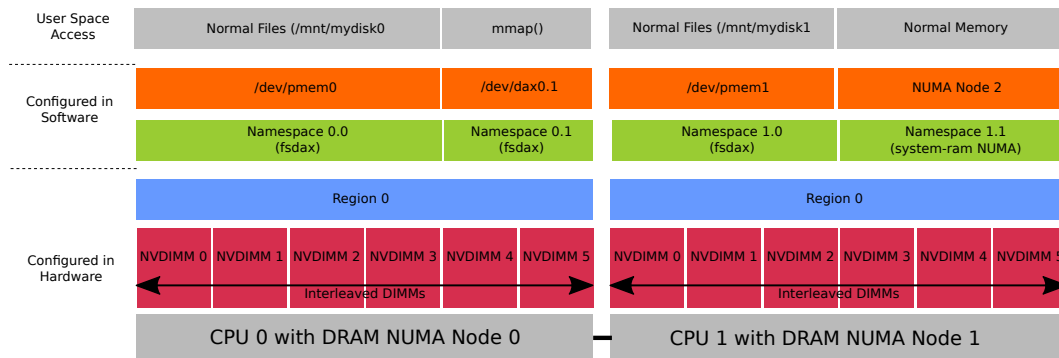 User Space
Access
Normal Files (/mnt/mydisk0
mmap()
Normal Files (/mnt/mydisk1
Normal Memory
Configured in
Software
/dev/pmem0
/dev/dax0.1
/dev/pmem1
NUMA Node 2
Namespace 0.0
(fsdax)
Namespace 0.1
(fsdax)
Namespace 1.0
(fsdax)
Namespace 1.1
(system-ram NUMA)
Configured in
Hardware
Region 0
Region 0
NVDIMM 0
NVDIMM 1
NVDIMM 2
NVDIMM 3
NVDIMM 4
NVDIMM 5
NVDIMM 0
NVDIMM 1
NVDIMM 2
NVDIMM 3
NVDIMM 4
NVDIMM 5
Interleaved DIMMs
Interleaved DIMMs
CPU 0 with DRAM NUMA Node 0
CPU 1 with DRAM NUMA Node 1